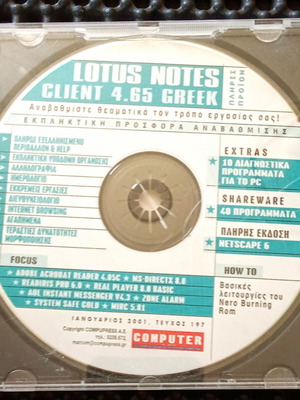 LOTUS NOTES
CLIENT 4.65 GREEK
ΠΛΗΡΕΣ
ΠΡΟΪΟΝ
Αναβαθμίστε θεαματικά τον τρόπο εργασίας σας!
ΕΚΠΛΗΚΤΙΚΗ ΠΡΟΣΦΟΡΑ ΑΝΑΒΑΘΜΙΣΗΣ
ΠΛΗΡΩΣ ΕΞΕΛΛΗΝΙΣΜΕΝΟ
ΠΕΡΙΒΑΛΛΟΝ & HELP
ΕΚΠΛΗΚΤΙΚΗ ΥΠΟΔΟΜΗ ΟΡΓΑΝΩΣΗΣ
ΑΛΛΗΛΟΓΡΑΦΙΑ
ΗΜΕΡΟΛΟΓΙΟ
ΕΚΚΡΕΜΕΙΣ ΕΡΓΑΣΙΕΣ
ΔΙΕΥΘΥΝΣΙΟΛΟΓΙΟ
INTERNET BROWSING
ΑΓΑΠΗΜΕΝΑ
ΤΕΡΑΣΤΙΕΣ ΔΥΝΑΤΟΤΗΤΕΣ
ΜΟΡΦΟΠΟΙΗΣΗΣ
EXTRAS
10 ΔΙΑΓΝΩΣΤΙΚΑ
ΠΡΟΓΡΑΜΜΑΤΑ
ΓΙΑ ΤΟ PC
SHAREWARE
40 ΠΡΟΓΡΑΜΜΑΤΑ
ΠΛΗΡΗΣ ΕΚΔΟΣΗ
NETSCAPE 6
HOW TO
Βασικές
λειτουργίες του
Nero Burning
Rom
FOCUS
ADOBE ACROBAT READER 4.05C * MS-DIRECTX 8.0
READIRIS PRO 6.0 * REAL PLAYER 8.0 BASIC
AOL INSTANT MESSENGER V4.3 * ZONE ALARM
SYSTEM SAFE GOLD * MIRC 5.81
ΙΑΝΟΥΑΡΙΟΣ 2001, ΤΕΥΧΟΣ 197
Copyright COMPUPRESS A.E.
COMPUTER